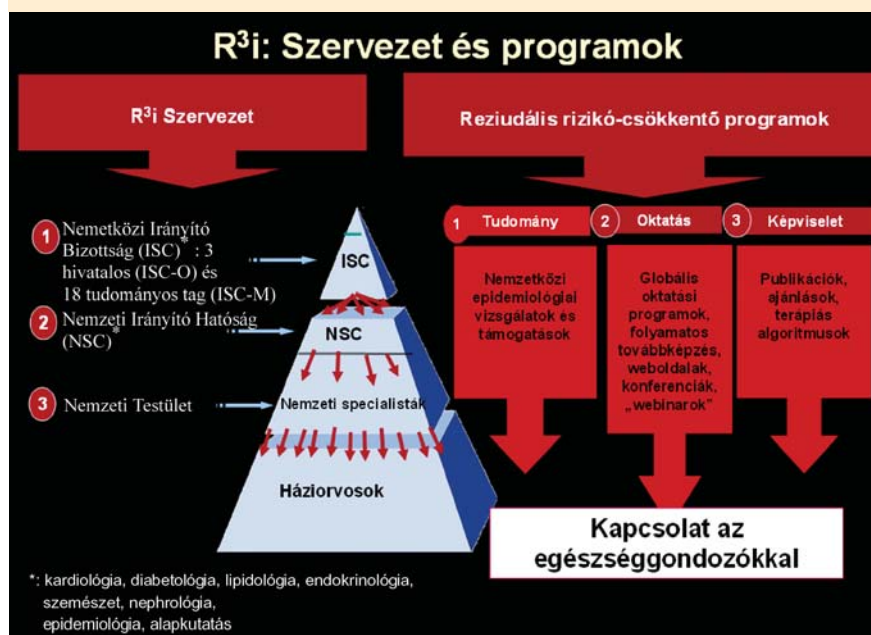 R³i: Szervezet és programok
R³i Szervezet
1 Nemetközi Irányító
Bizottság (ISC)* : 3
hivatalos (ISC-O) és
18 tudományos tag (ISC-M)
2 Nemzeti Irányító Hatóság
(NSC)*
3 Nemzeti Testület
ISC
NSC
Nemzeti specialisták
Háziorvosok
*: kardiológia, diabetológia, lipidológia, endokrinológia,
szemészet, nephrológia,
epidemiológia, alapkutatás
Reziudális rizikó-csökkentő programok
1 Tudomány
Nemzetközi
epidemiológiai
vizsgálatok és
támogatások
2 Oktatás
Globális
oktatási
programok,
folyamatos
továbbképzés,
weboldalak,
konferenciák,
„webinarok”
3 Képviselet
Publikációk,
ajánlások,
terápiás
algoritmusok
Kapcsolat az
egészséggondozókkal